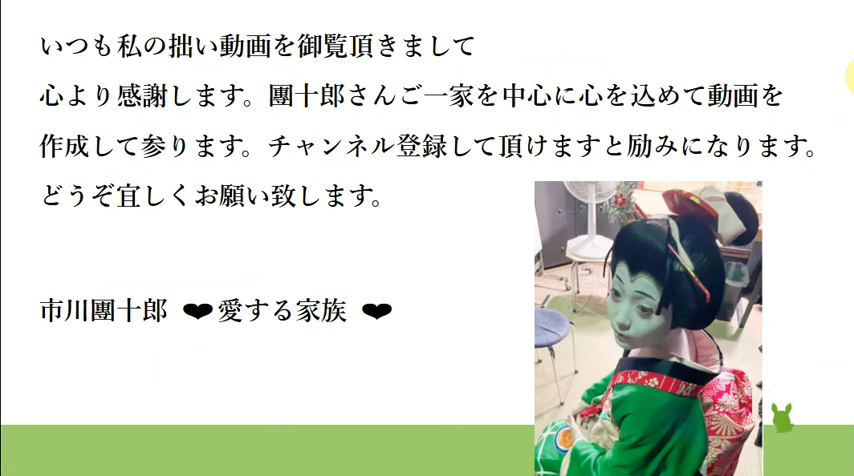 いつも私の拙い動画を御覧頂きまして
心より感謝します。團十郎さんご一家を中心に心を込めて動画を
作成して参ります。チャンネル登録して頂けますと励みになります。
どうぞ宜しくお願い致します。
市川團十郎 ❤愛する家族 ❤